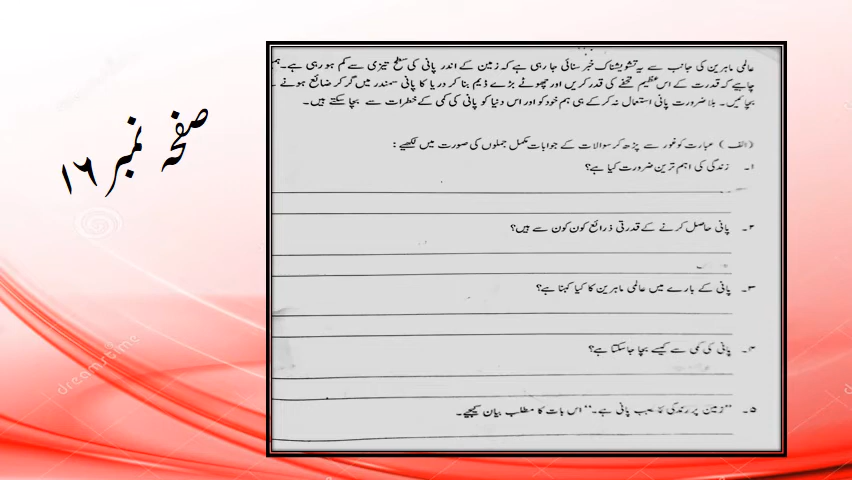 صفحہ نمبر ۱۶
عالمی ماہرین کی جانب سے یہ تشویشناک خبر سنائی جا رہی ہے کہ زمین کے اندر پانی کی سطح تیزی سے کم ہو رہی ہے۔ ہم
چاہیے کہ قدرت کے اس عظیم تحفے کی قدر کریں اور چھوٹے بڑے ڈیم بنا کر دریا کا پانی سمندر میں گر کر ضائع ہونے
بچائیں۔ بلا ضرورت پانی استعمال نہ کر کے ہی ہم خود کو اور اس دنیا کو پانی کی کمی کے خطرات سے بچا سکتے ہیں۔
(الف) عبارت کو غور سے پڑھ کر سوالات کے جوابات مکمل جملوں کی صورت میں لکھیے :
۱۔ زندگی کی اہم ترین ضرورت کیا ہے؟
۲۔ پانی حاصل کرنے کے قدرتی ذرائع کون کون سے ہیں؟
۳۔ پانی کے بارے میں عالمی ماہرین کا کیا کہنا ہے؟
۴۔ پانی کی کمی سے کیسے بچا جا سکتا ہے؟
۵۔ ”زمین پر زندگی کا سبب پانی ہے۔“ اس بات کا مطلب بیان کیجیے۔
dreamstime